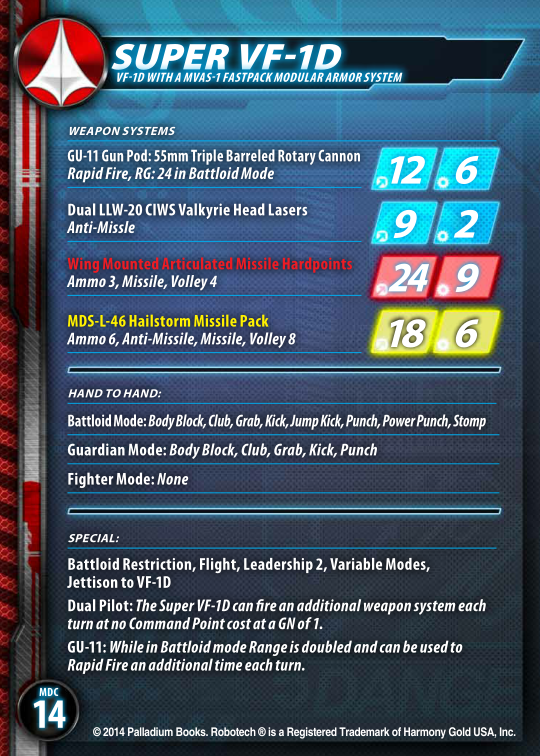 SUPER VF-1D
VF-1D WITH A MVAS-1 FASTPACK MODULAR ARMOR SYSTEM
WEAPON SYSTEMS
GU-11 Gun Pod: 55mm Triple Barreled Rotary Cannon
Rapid Fire, RG: 24 in Battloid Mode
12 6
Dual LLW-20 CIWS Valkyrie Head Lasers
Anti-Missle
9 2
Wing Mounted Articulated Missile Hardpoints
Ammo 3, Missile, Volley 4
24 9
MDS-L-46 Hailstorm Missile Pack
Ammo 6, Anti-Missile, Missile, Volley 8
18 6
HAND TO HAND:
Battloid Mode: Body Block, Club, Grab, Kick, Jump Kick, Punch, Power Punch, Stomp
Guardian Mode: Body Block, Club, Grab, Kick, Punch
Fighter Mode: None
SPECIAL:
Battloid Restriction, Flight, Leadership 2, Variable Modes,
Jettison to VF-1D
Dual Pilot: The Super VF-1D can fire an additional weapon system each
turn at no Command Point cost at a GN of 1.
GU-11: While in Battloid mode Range is doubled and can be used to
Rapid Fire an additional time each turn.
MDC
14
© 2014 Palladium Books. Robotech ® is a Registered Trademark of Harmony Gold USA, Inc.